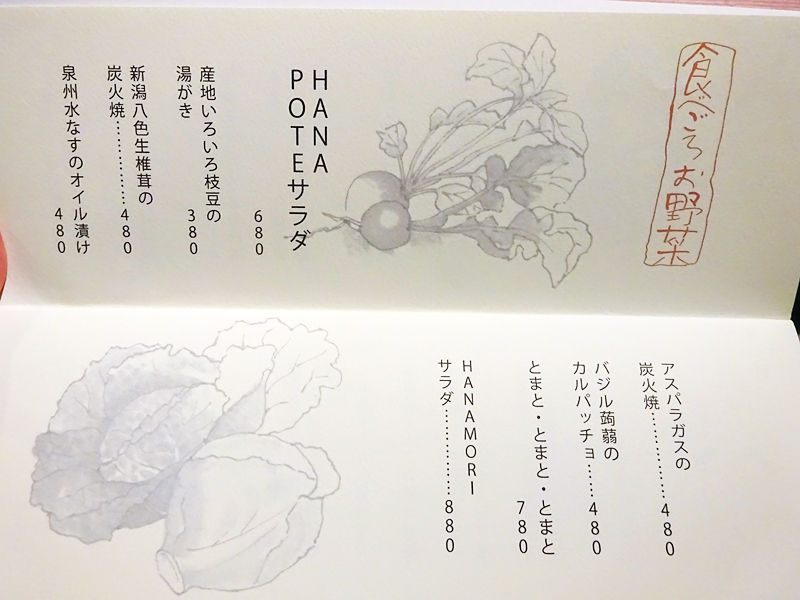 食べごろお野菜
HANA
POTEサラダ
680
産地いろいろ枝豆の
湯がき
380
新潟八色生椎茸の
炭火焼……………480
泉州水なすのオイル漬け
480
アスパラガスの
炭火焼……………480
バジル蒟蒻の
カルパッチョ……480
とまと・とまと・とまと
780
HANAMORI
サラダ……………880